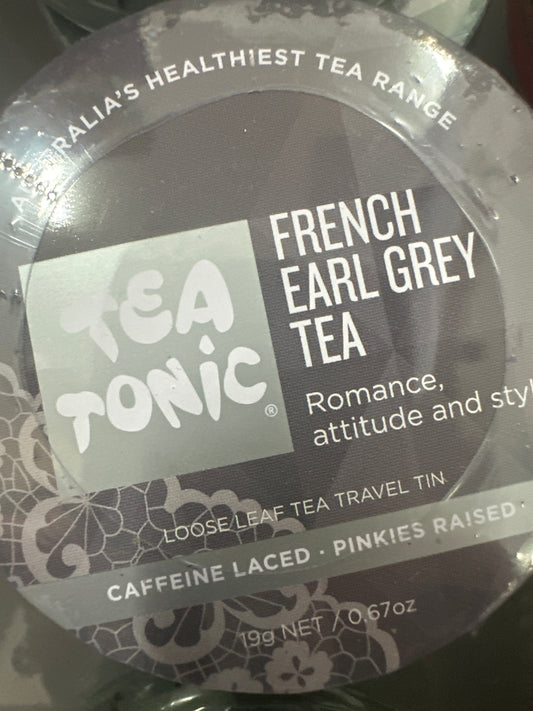 AUSTRALIA'S HEALTHIEST TEA RANGE
TEA
TONIC®
FRENCH
EARL GREY
TEA
Romance,
attitude and
LOOSE LEAF TEA TRAVEL TIN
CAFFEINE LACED · PINKIES RAISED ·
19g NET / 0.67oz